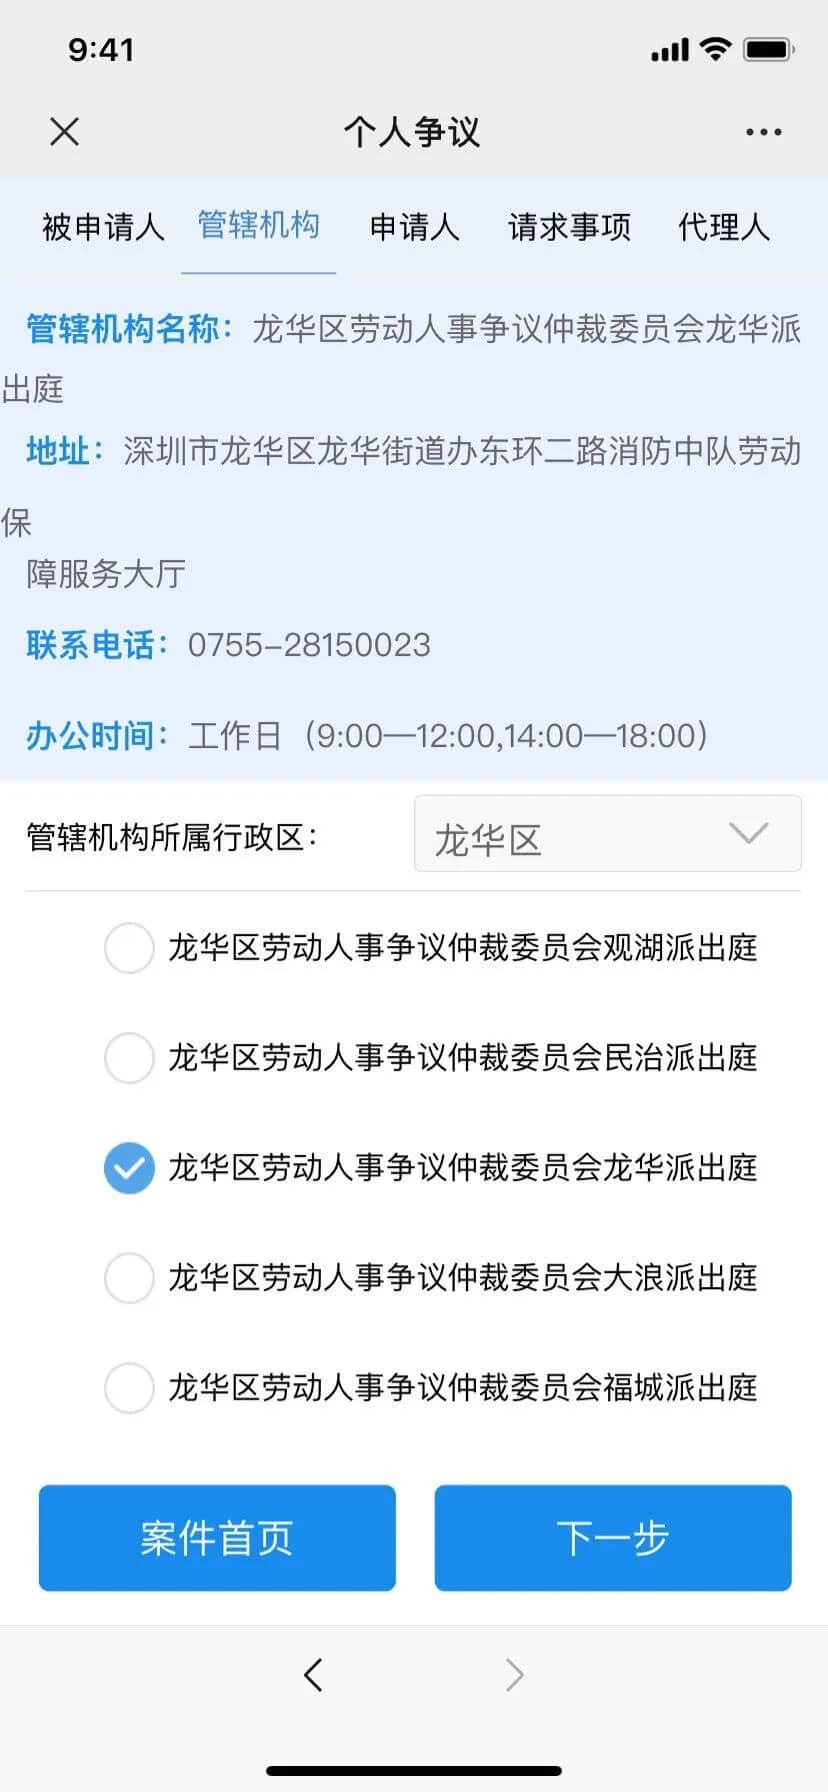 9:41
个人争议
被申请人 管辖机构 申请人 请求事项 代理人
管辖机构名称：龙华区劳动人事争议仲裁委员会龙华派
出庭
地址：深圳市龙华区龙华街道办东环二路消防中队劳动
保
障服务大厅
联系电话：0755-28150023
办公时间：工作日（9:00—12:00,14:00—18:00）
管辖机构所属行政区：
龙华区
龙华区劳动人事争议仲裁委员会观湖派出庭
龙华区劳动人事争议仲裁委员会民治派出庭
龙华区劳动人事争议仲裁委员会龙华派出庭
龙华区劳动人事争议仲裁委员会大浪派出庭
龙华区劳动人事争议仲裁委员会福城派出庭
案件首页 下一步